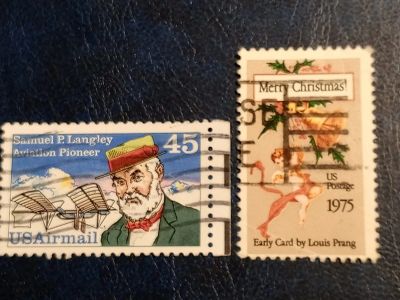 Samuel P. Langley
Aviation Pioneer
45
USAirmail
Merry Christmas!
US
Postage
1975
Early Card by Louis Prang